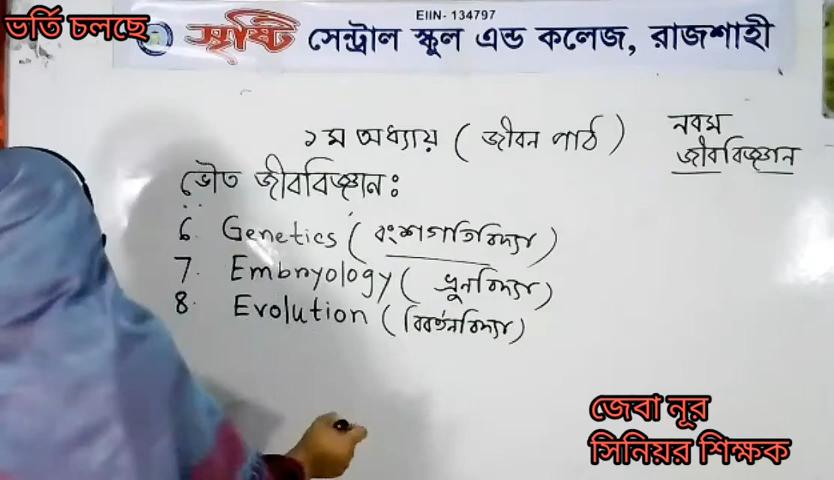 EIIN- 134797
ভর্তি চলছে
সৃষ্টি সেন্ট্রাল স্কুল এন্ড কলেজ, রাজশাহী
১ম অধ্যায় ( জীবন পাঠ )
নবম
জীববিজ্ঞান
ভৌত জীববিজ্ঞান :
6. Genetics ( বংশগতিবিদ্যা )
7. Embryology ( ভ্রূনবিদ্যা )
8. Evolution ( বিবর্তনবিদ্যা )
জেবা নূর
সিনিয়র শিক্ষক